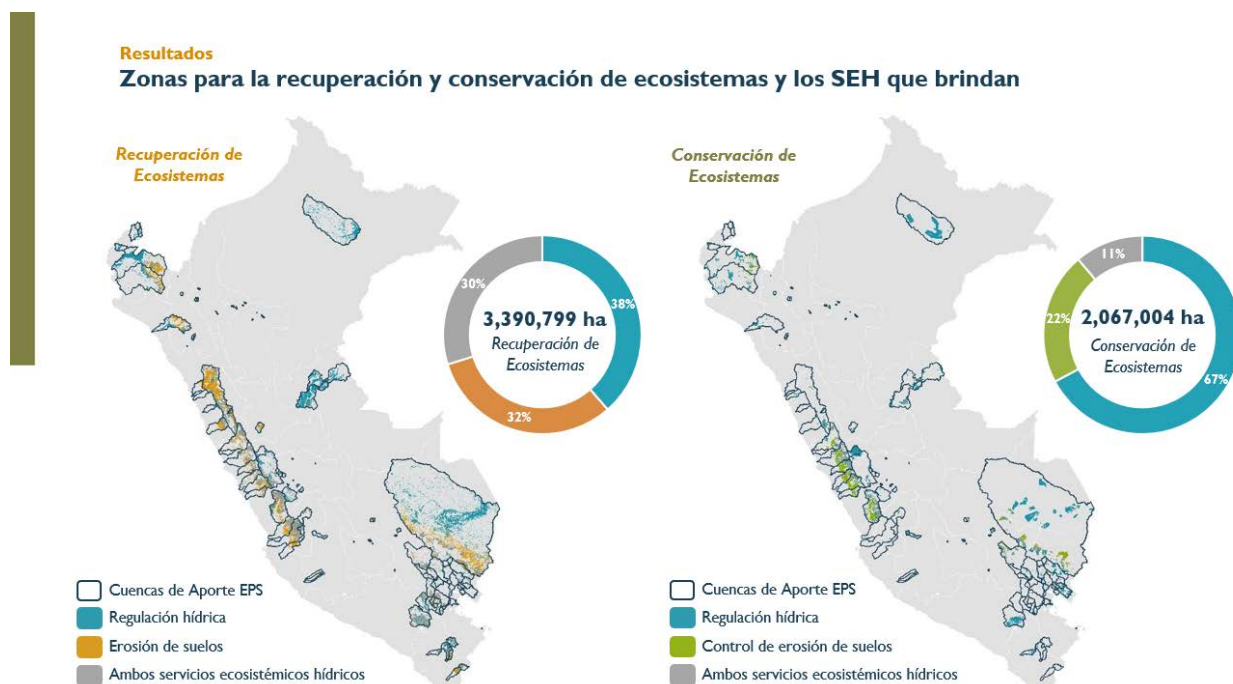 Resultados
Zonas para la recuperación y conservación de ecosistemas y los SEH que brindan
Recuperación de
Ecosistemas
30%
38%
3,390,799 ha
Recuperación de
Ecosistemas
32%
Cuencas de Aporte EPS
Regulación hídrica
Erosión de suelos
Ambos servicios ecosistémicos hídricos
Conservación de
Ecosistemas
11%
22%
2,067,004 ha
Conservación de
Ecosistemas
67%
Cuencas de Aporte EPS
Regulación hídrica
Control de erosión de suelos
Ambos servicios ecosistémicos hídricos